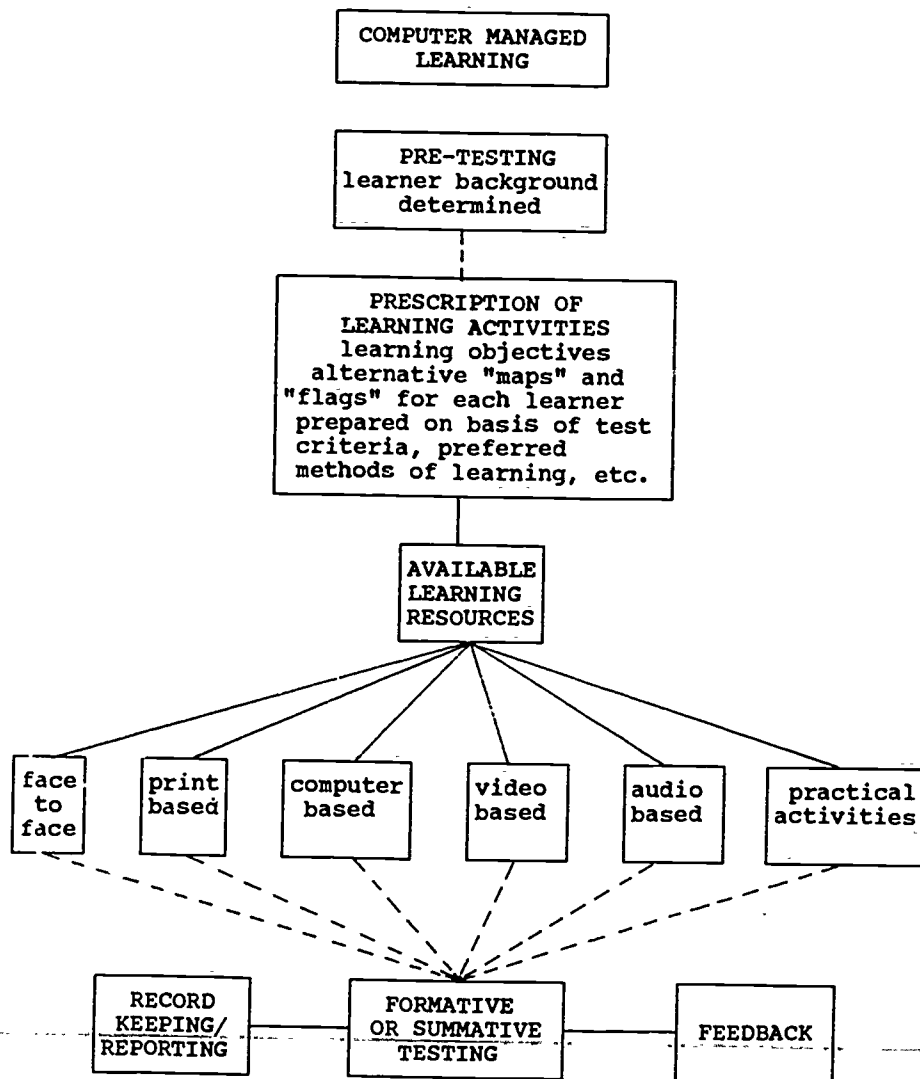 COMPUTER MANAGED
LEARNING
PRE-TESTING
learner background
determined
PRESCRIPTION OF
LEARNING ACTIVITIES
learning objectives
alternative "maps" and
"flags" for each learner
prepared on basis of test
criteria, preferred
methods of learning, etc.
AVAILABLE
LEARNING
RESOURCES
face
to
face
print
based
computer
based
video
based
audio
based
practical
activities
RECORD
KEEPING/
REPORTING
FORMATIVE
OR SUMMATIVE
TESTING
FEEDBACK